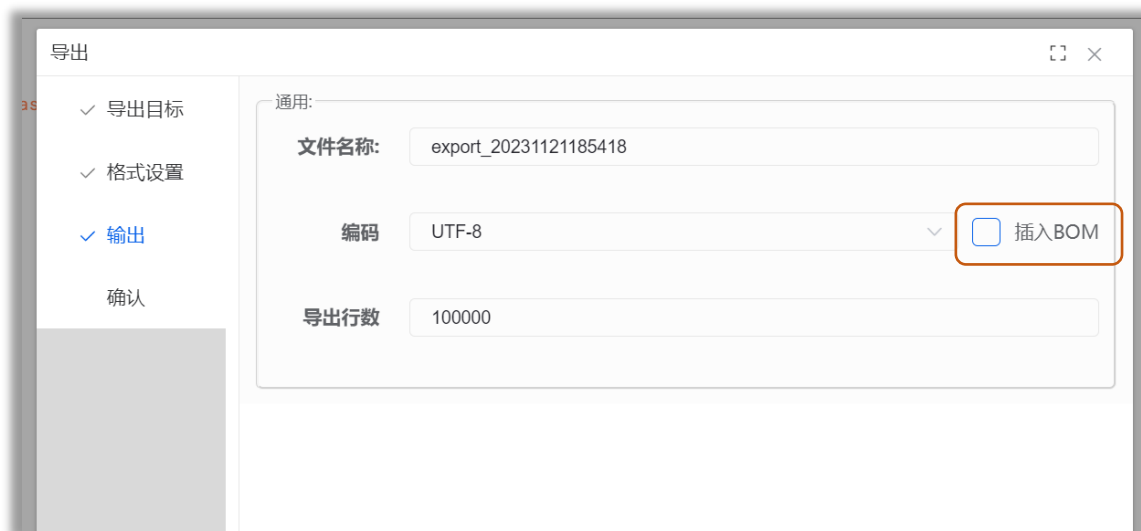 导出
as
导出目标
格式设置
输出
确认
通用:
文件名称:
export_20231121185418
编码
UTF-8
插入BOM
导出行数
100000